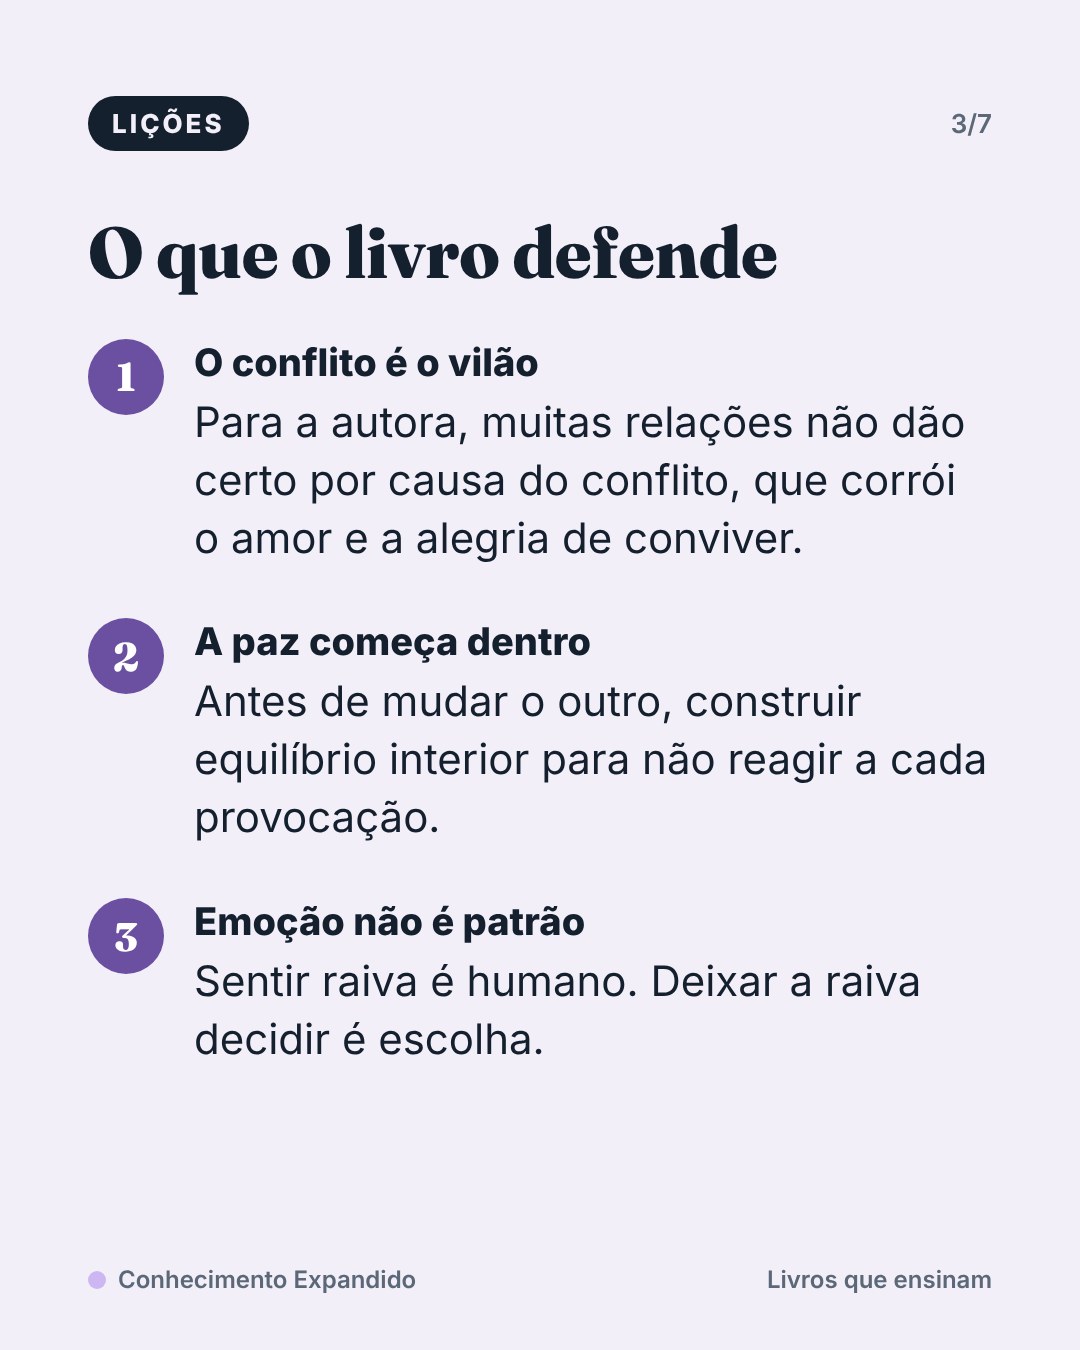 LIÇÕES
3/7
O que o livro defende
1
O conflito é o vilão
Para a autora, muitas relações não dão
certo por causa do conflito, que corrói
o amor e a alegria de conviver.
2
A paz começa dentro
Antes de mudar o outro, construir
equilíbrio interior para não reagir a cada
provocação.
3
Emoção não é patrão
Sentir raiva é humano. Deixar a raiva
decidir é escolha.
Conhecimento Expandido
Livros que ensinam